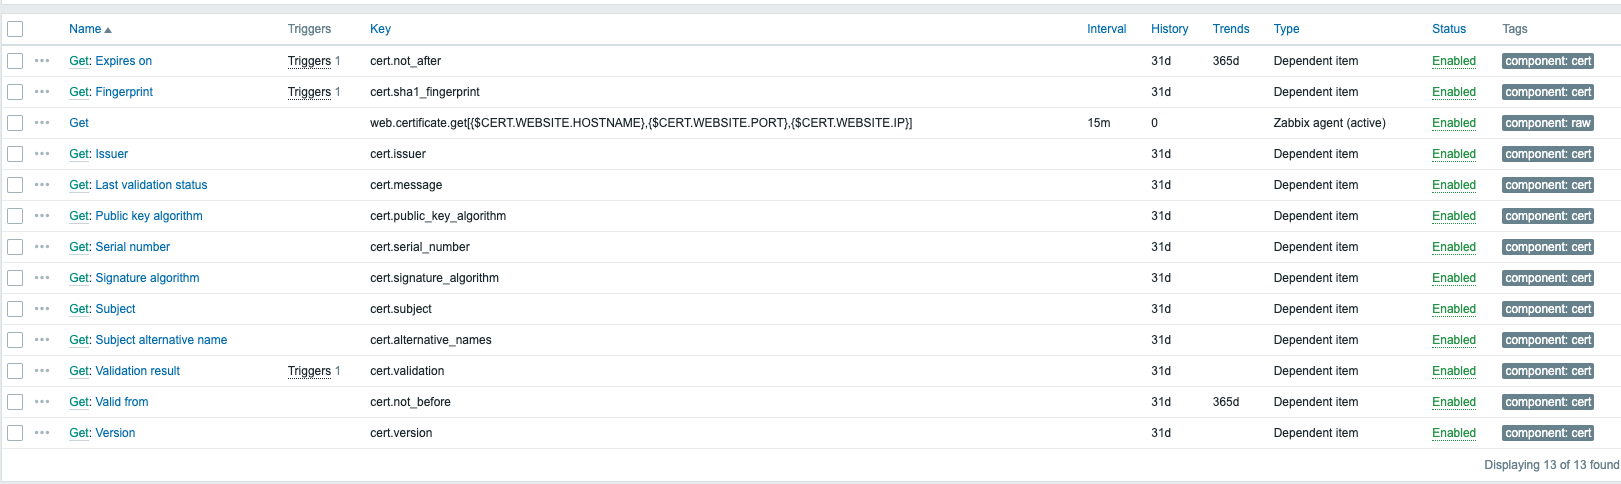 Name Triggers Key Interval History Trends Type Status Tags
Get: Expires on Triggers 1 cert.not_after 31d 365d Dependent item Enabled component: cert
Get: Fingerprint Triggers 1 cert.sha1_fingerprint 31d Dependent item Enabled component: cert
Get web.certificate.get[{$CERT.WEBSITE.HOSTNAME},{$CERT.WEBSITE.PORT},{$CERT.WEBSITE.IP}] 15m 0 Zabbix agent (active) Enabled component: raw
Get: Issuer cert.issuer 31d Dependent item Enabled component: cert
Get: Last validation status cert.message 31d Dependent item Enabled component: cert
Get: Public key algorithm cert.public_key_algorithm 31d Dependent item Enabled component: cert
Get: Serial number cert.serial_number 31d Dependent item Enabled component: cert
Get: Signature algorithm cert.signature_algorithm 31d Dependent item Enabled component: cert
Get: Subject cert.subject 31d Dependent item Enabled component: cert
Get: Subject alternative name cert.alternative_names 31d Dependent item Enabled component: cert
Get: Validation result Triggers 1 cert.validation 31d Dependent item Enabled component: cert
Get: Valid from cert.not_before 31d 365d Dependent item Enabled component: cert
Get: Version cert.version 31d Dependent item Enabled component: cert
Displaying 13 of 13 found